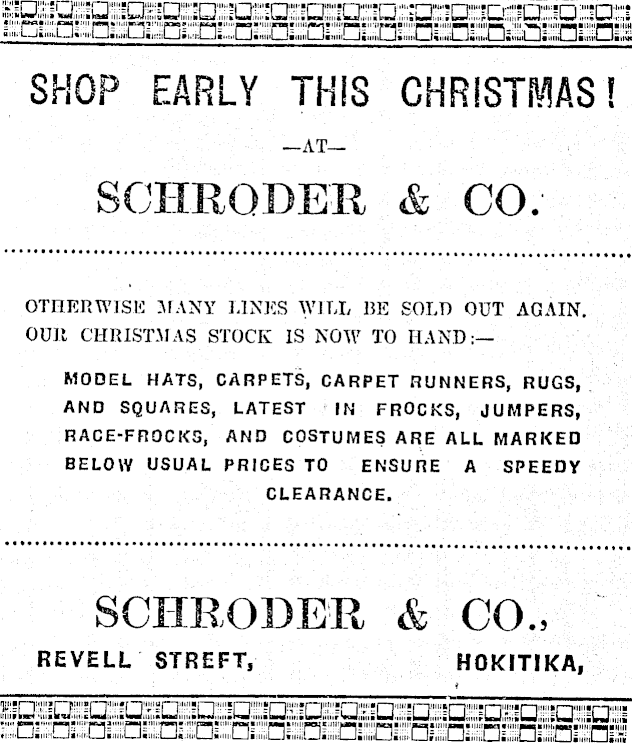 SHOP EARLY THIS CHRISTMAS!
—AT—
SCHRODER & CO.
OTHERWISE MANY LINES WILL BE SOLD OUT AGAIN.
OUR CHRISTMAS STOCK IS NOW TO HAND:—
MODEL HATS, CARPETS, CARPET RUNNERS, RUGS,
AND SQUARES, LATEST IN FROCKS, JUMPERS,
RACE-FROCKS, AND COSTUMES ARE ALL MARKED
BELOW USUAL PRICES TO ENSURE A SPEEDY
CLEARANCE.
SCHRODER & CO.,
REVELL STREET, HOKITIKA,